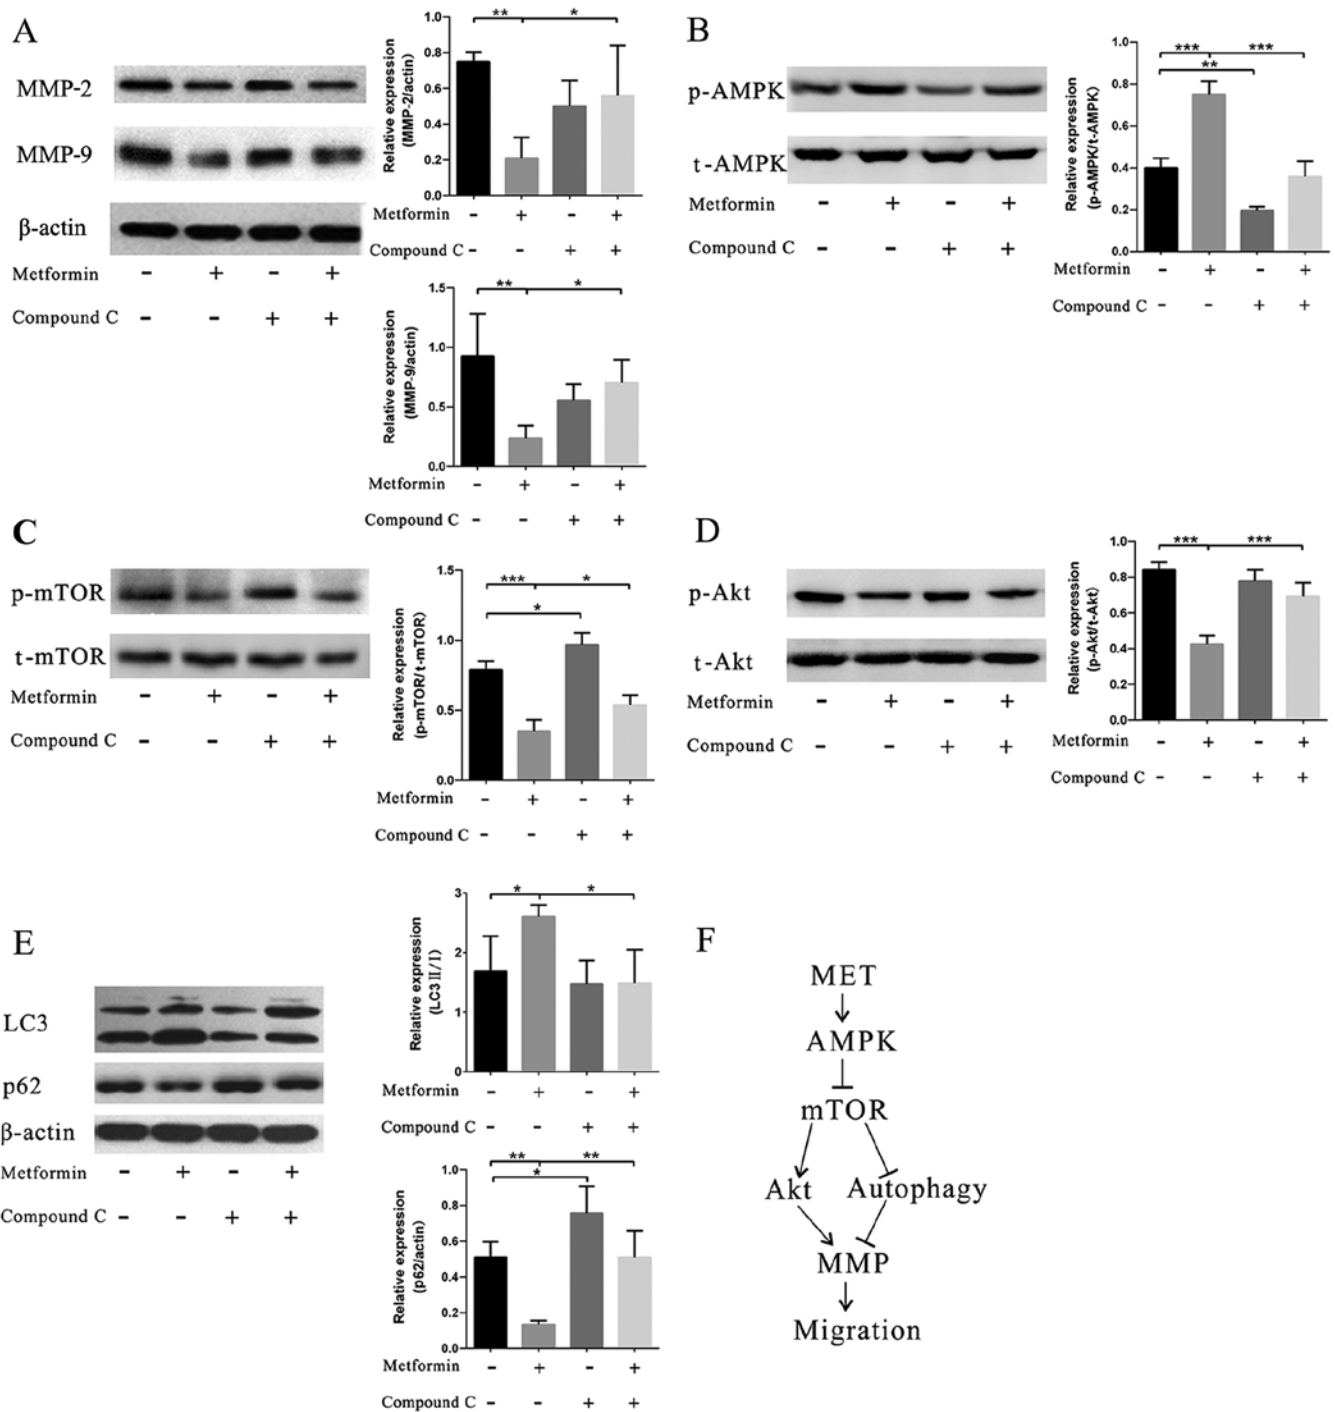 A
MMP-2
MMP-9
β-actin
Metformin - + - +
Compound C - - + +
Relative expression
(MMP-2/actin)
1.0
0.8
0.6
0.4
0.2
0.0
** *
Metformin - + - +
Compound C - - + +
Relative expression
(MMP-9/actin)
1.5
1.0
0.5
0.0
** *
Metformin - + - +
Compound C - - + +
B
p-AMPK
t-AMPK
Metformin - + - +
Compound C - - + +
Relative expression
(p-AMPK/t-AMPK)
1.0
0.8
0.6
0.4
0.2
0.0
*** ***
**
Metformin - + - +
Compound C - - + +
C
p-mTOR
t-mTOR
Metformin - + - +
Compound C - - + +
Relative expression
(p-mTOR/t-mTOR)
1.5
1.0
0.5
0.0
*** *
*
Metformin - + - +
Compound C - - + +
D
p-Akt
t-Akt
Metformin - + - +
Compound C - - + +
Relative expression
(p-Akt/t-Akt)
1.0
0.8
0.6
0.4
0.2
0.0
*** ***
Metformin - + - +
Compound C - - + +
E
LC3
p62
β-actin
Metformin - + - +
Compound C - - + +
Relative expression
(LC3 II/I)
3
2
1
0
* *
Metformin - + - +
Compound C - - + +
Relative expression
(p62/actin)
1.0
0.8
0.6
0.4
0.2
0.0
** **
*
Metformin - + - +
Compound C - - + +
F
MET
AMPK
mTOR
Akt Autophagy
MMP
Migration